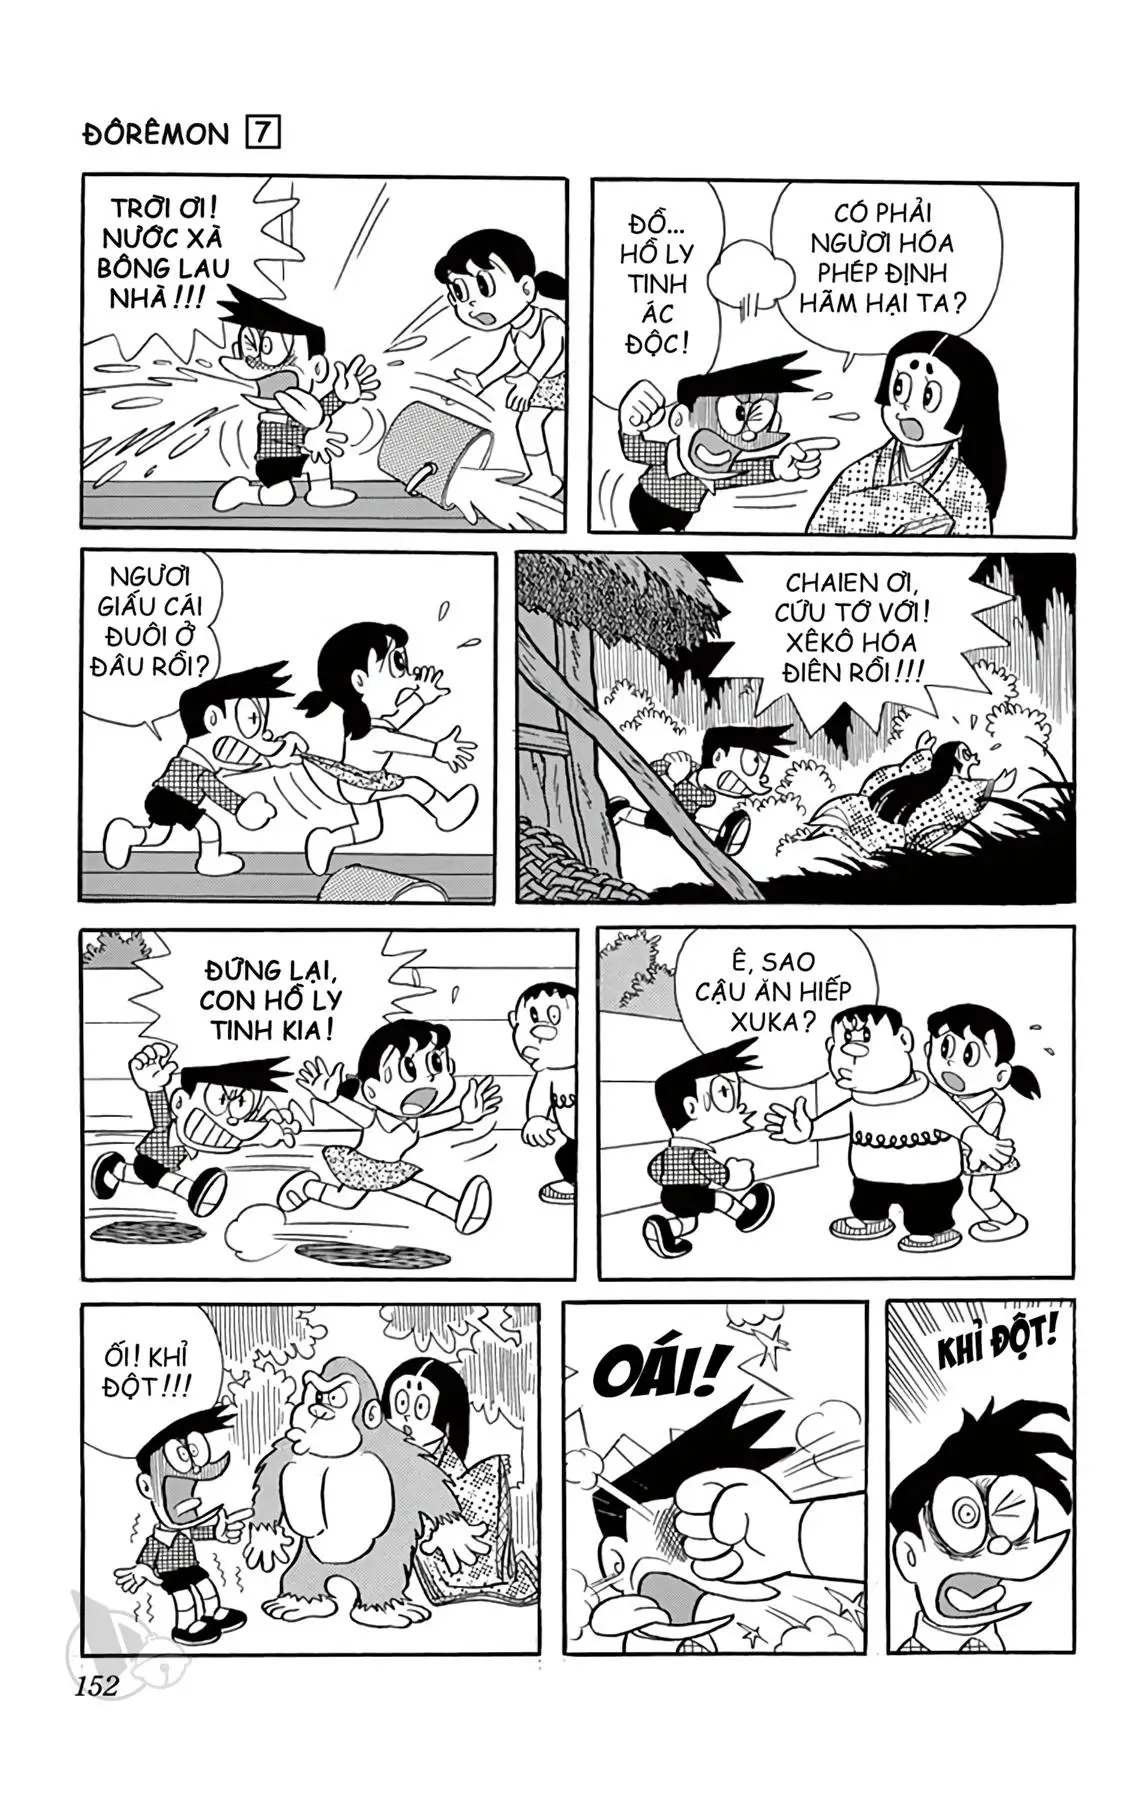 ĐÔRÊMON 7
TRỜI ƠI!
NƯỚC XÀ
BÔNG LAU
NHÀ!!!
ĐỒ...
HỒ LY
TINH
ÁC
ĐỘC!
CÓ PHẢI
NGƯƠI HÓA
PHÉP ĐỊNH
HÃM HẠI TA?
NGƯƠI
GIẤU CÁI
ĐUÔI Ở
ĐÂU RỒI?
CHAIEN ƠI,
CỨU TỚ VỚI!
XÊKÔ HÓA
ĐIÊN RỒI!!!
ĐỨNG LẠI,
CON HỒ LY
TINH KIA!
Ê, SAO
CẬU ĂN HIẾP
XUKA?
ỐI! KHỈ
ĐỘT!!!
OÁI!
KHỈ ĐỘT!
152